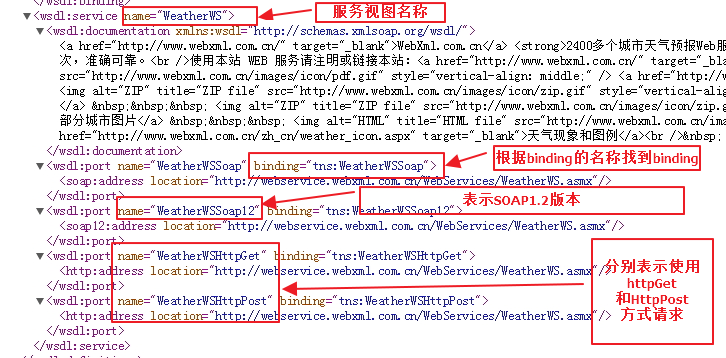 </wsdl:binding>
▼<wsdl:service name="WeatherWS">
服务视图名称
▼<wsdl:documentation xmlns:wsdl="http://schemas.xmlsoap.org/wsdl/">
<a href="http://www.webxml.com.cn/" target="_blank">WebXml.com.cn</a> <strong>2400多个城市天气预报Web服
次，准确可靠。<br />使用本站 WEB 服务请注明或链接本站：<a href="http://www.webxml.com.cn/" target="_bla
src="http://www.webxml.com.cn/images/icon/pdf.gif" style="vertical-align: middle;" /> <a href="http://www
<img alt="ZIP" title="ZIP file" src="http://www.webxml.com.cn/images/icon/zip.gif" style="vertical-align
</a> &nbsp;&nbsp;&nbsp; <img alt="ZIP" title="ZIP file" src="http://www.webxml.com.cn/images/icon/zip.gi
部分城市图片</a> &nbsp;&nbsp;&nbsp; <img alt="HTML" title="HTML file" src="http://www.webxml.com.cn/image
href="http://www.webxml.com.cn/zh_cn/weather_icon.aspx" target="_blank">天气现象和图例</a><br />&nbsp;
</wsdl:documentation>
▼<wsdl:port name="WeatherWSSoap" binding="tns:WeatherWSSoap">
根据binding的名称找到binding
<soap:address location="http://webservice.webxml.com.cn/WebServices/WeatherWS.asmx"/>
</wsdl:port>
▼<wsdl:port name="WeatherWSSoap12" binding="tns:WeatherWSSoap12">
表示SOAP1.2版本
<soap12:address location="http://webservice.webxml.com.cn/WebServices/WeatherWS.asmx"/>
</wsdl:port>
▼<wsdl:port name="WeatherWSHttpGet" binding="tns:WeatherWSHttpGet">
<http:address location="http://webservice.webxml.com.cn/WebServices/WeatherWS.asmx"/>
</wsdl:port>
▼<wsdl:port name="WeatherWSHttpPost" binding="tns:WeatherWSHttpPost">
<http:address location="http://webservice.webxml.com.cn/WebServices/WeatherWS.asmx"/>
</wsdl:port>
</wsdl:service>
分别表示使用
httpGet
和HttpPost
方式请求